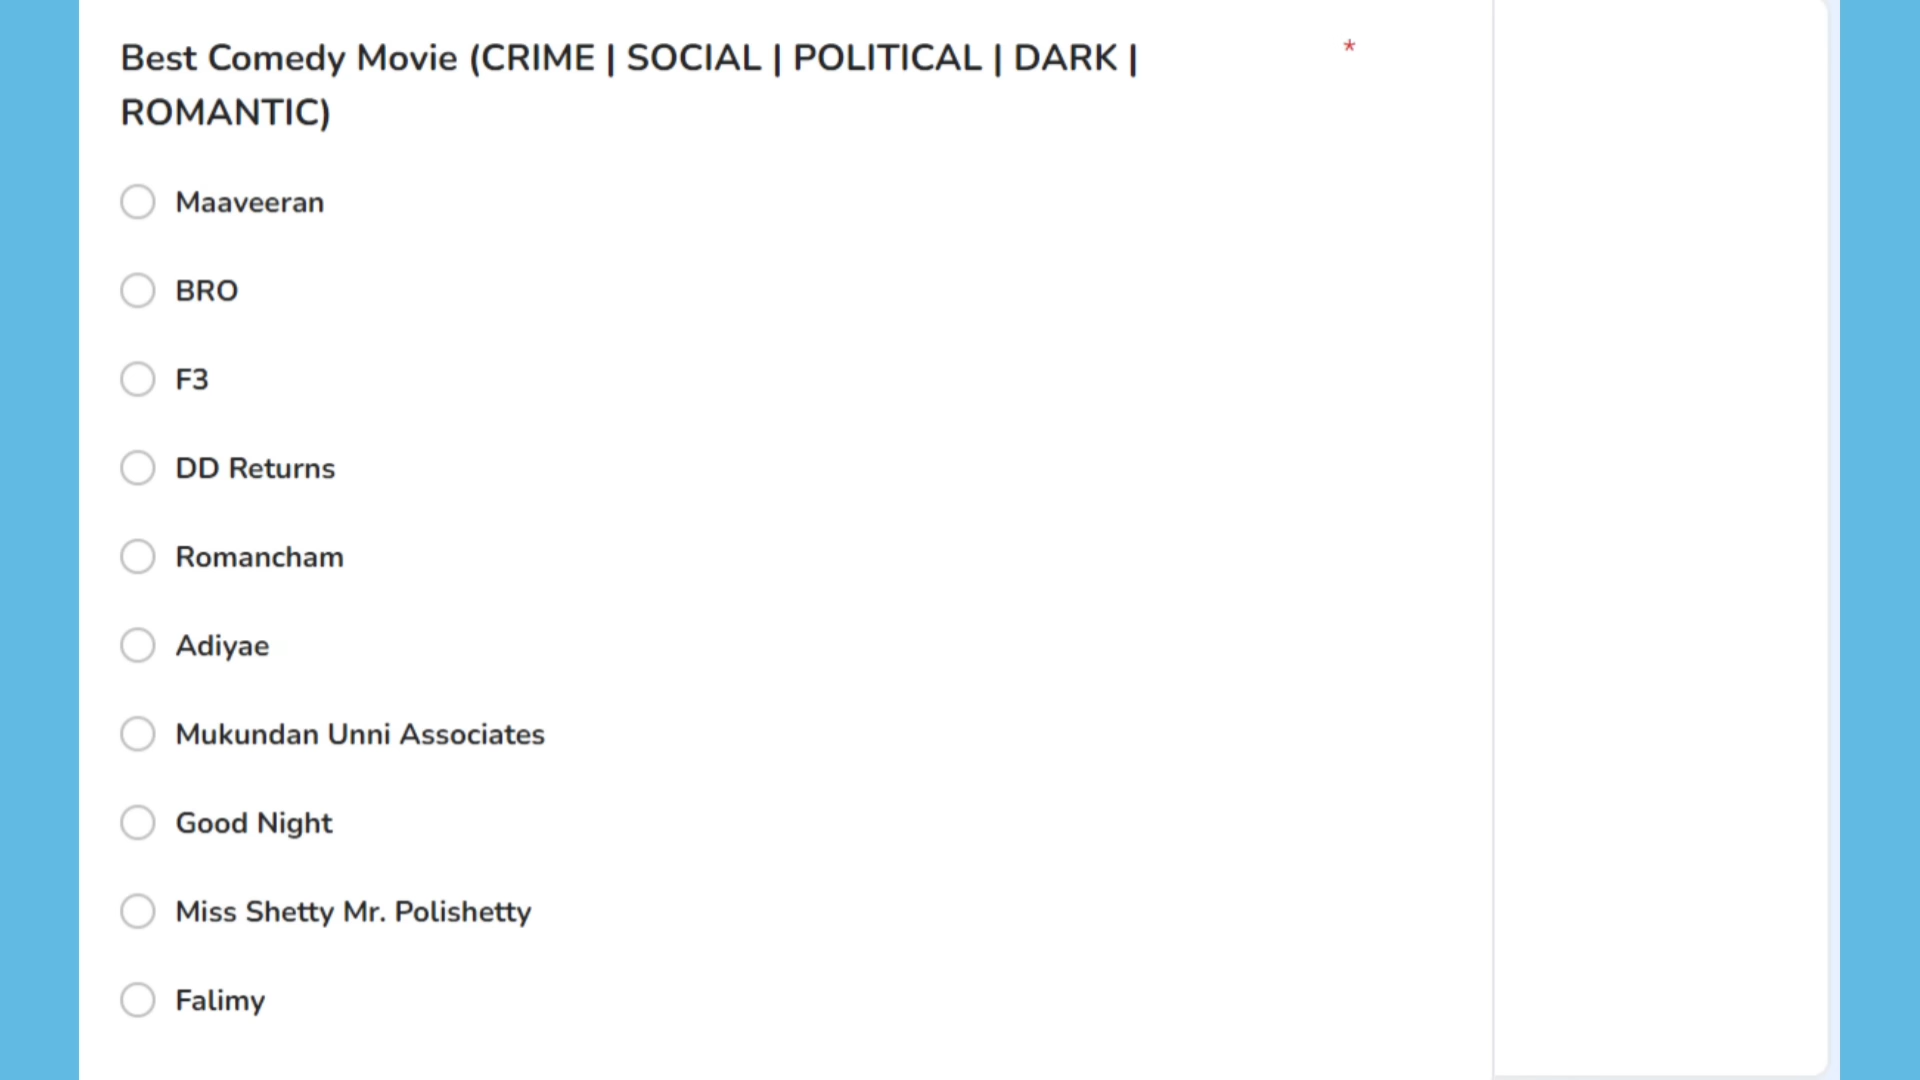 Best Comedy Movie (CRIME | SOCIAL | POLITICAL | DARK | *
ROMANTIC)
Maaveeran
BRO
F3
DD Returns
Romancham
Adiyae
Mukundan Unni Associates
Good Night
Miss Shetty Mr. Polishetty
Falimy